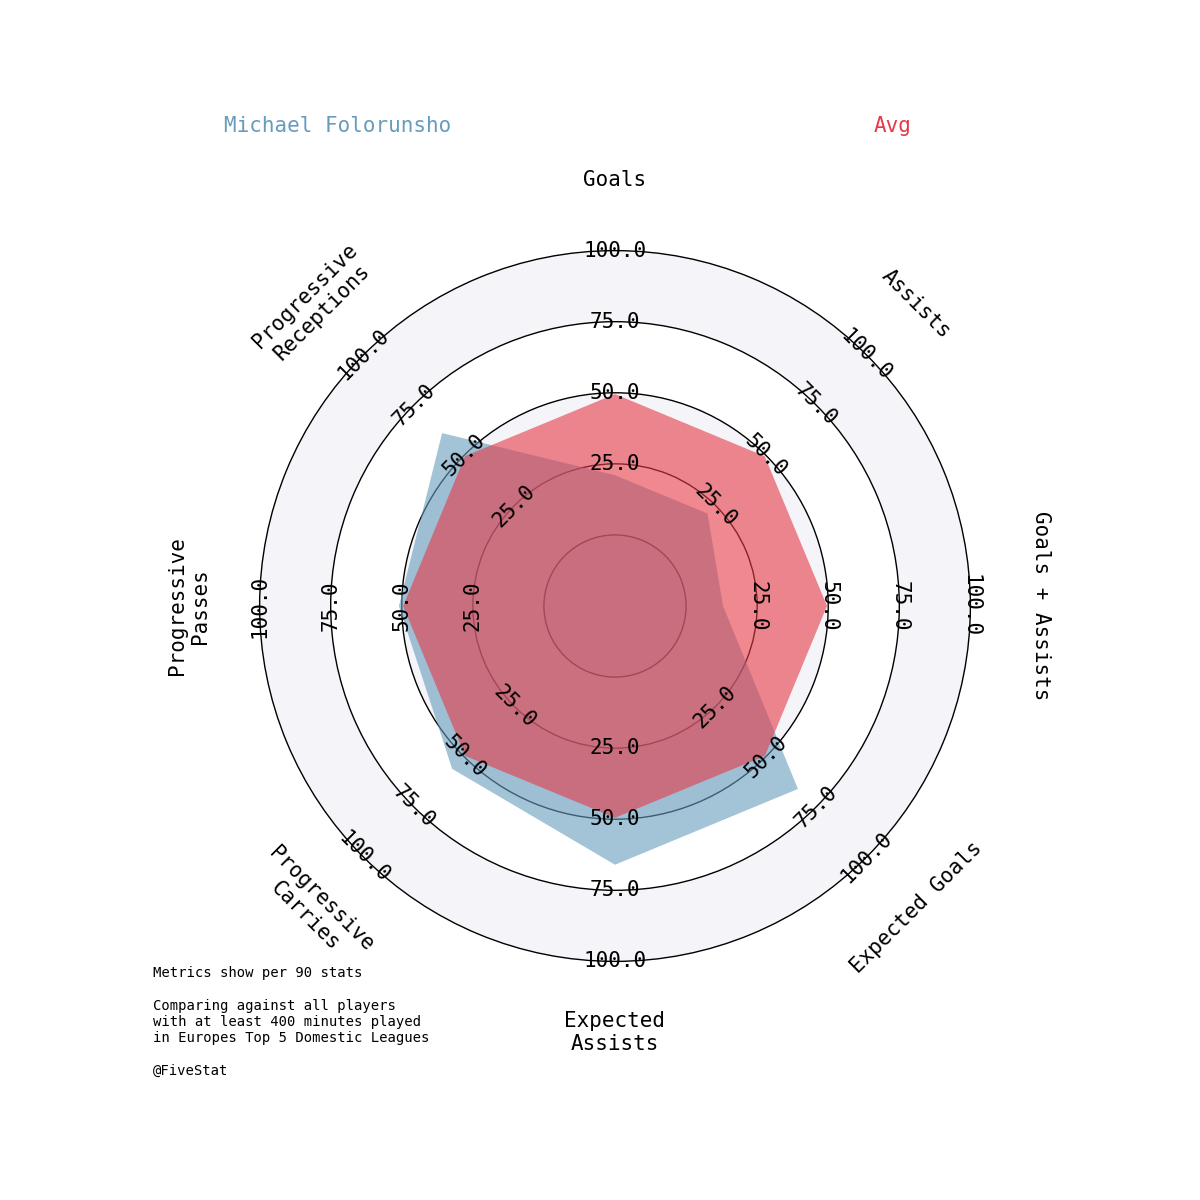 Michael Folorunsho
Avg
Goals
Progressive
Receptions
Assists
100.0
100.0
100.0
75.0
75.0
75.0
50.0
50.0
50.0
25.0
25.0
25.0
Progressive
Passes
100.0
75.0
50.0
25.0
25.0
50.0
75.0
100.0
Goals + Assists
25.0
25.0
25.0
50.0
50.0
50.0
75.0
75.0
75.0
100.0
100.0
100.0
Progressive
Carries
Expected Goals
Expected
Assists
Metrics show per 90 stats
Comparing against all players
with at least 400 minutes played
in Europes Top 5 Domestic Leagues
@FiveStat